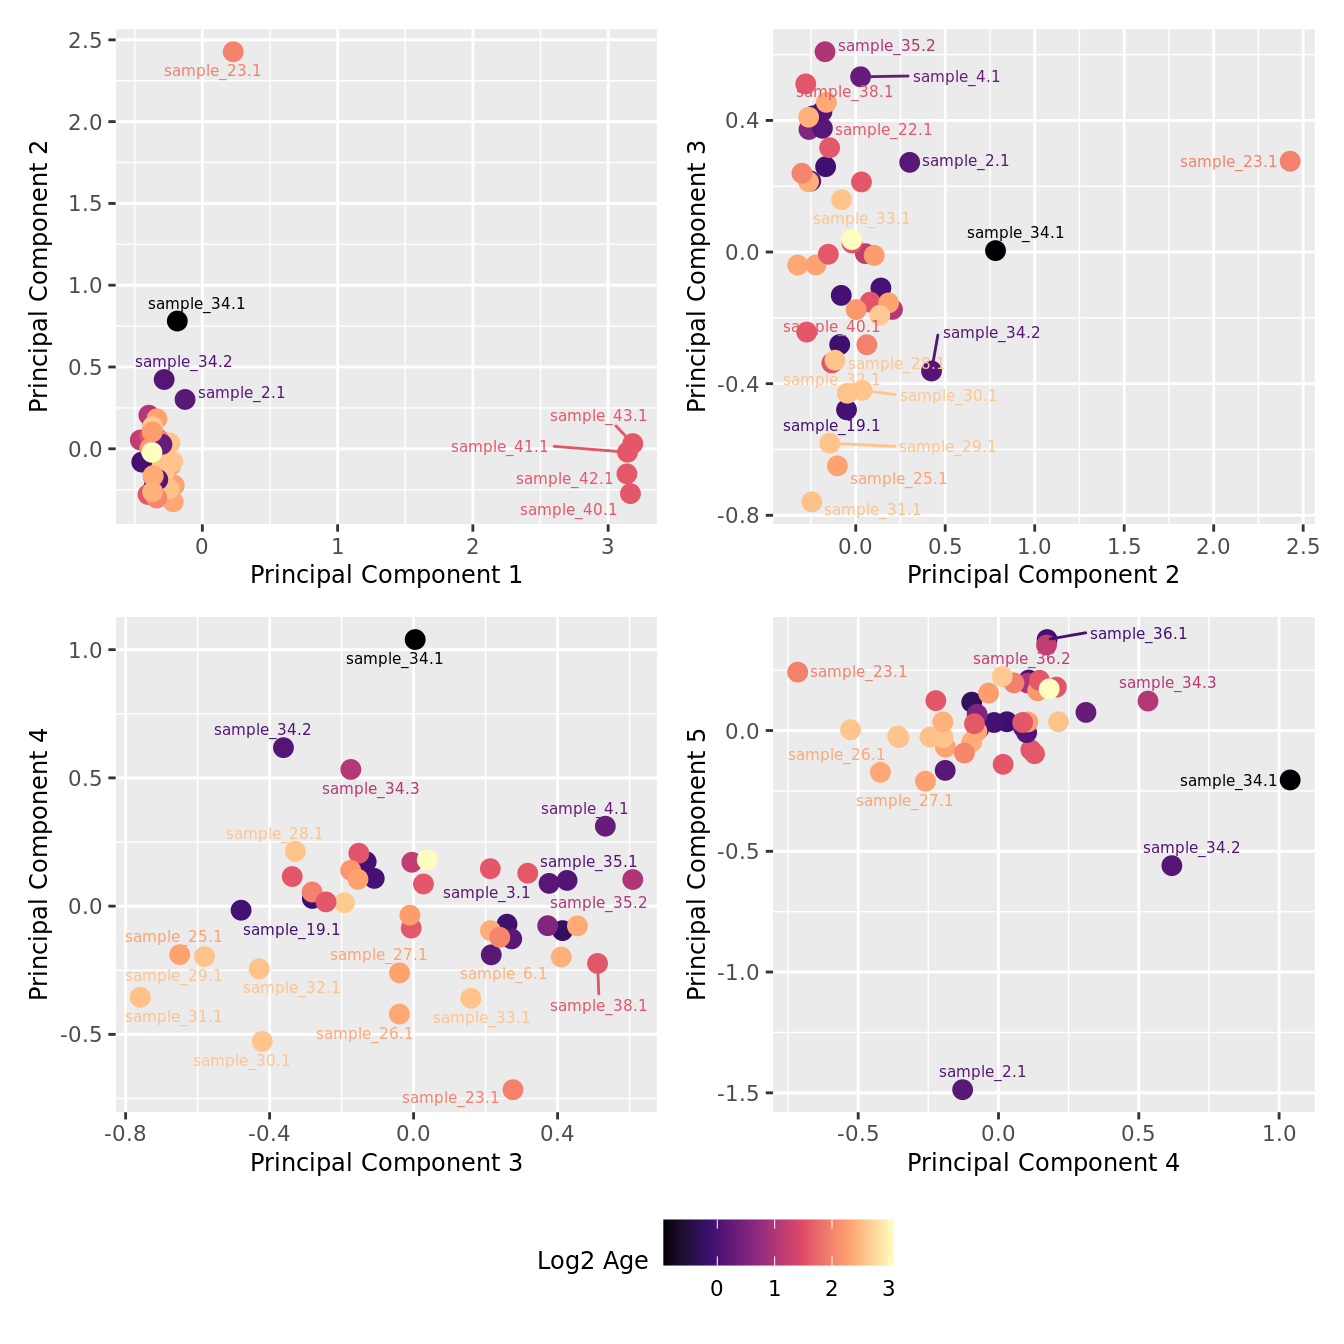 2.5
2.0
1.5
1.0
0.5
0.0
Principal Component 2
sample_23.1
sample_34.1
sample_34.2
sample_2.1
sample_43.1
sample_41.1
sample_42.1
sample_40.1
0
1
2
3
Principal Component 1
0.4
0.0
-0.4
-0.8
Principal Component 3
sample_35.2
sample_4.1
sample_38.1
sample_22.1
sample_2.1
sample_23.1
sample_33.1
sample_34.1
sample_40.1
sample_34.2
sample_28.1
sample_32.1
sample_30.1
sample_19.1
sample_29.1
sample_25.1
sample_31.1
0.0
0.5
1.0
1.5
2.0
2.5
Principal Component 2
1.0
0.5
0.0
-0.5
Principal Component 4
sample_34.1
sample_34.2
sample_34.3
sample_4.1
sample_28.1
sample_35.1
sample_3.1
sample_35.2
sample_19.1
sample_25.1
sample_27.1
sample_29.1
sample_6.1
sample_32.1
sample_38.1
sample_31.1
sample_33.1
sample_26.1
sample_30.1
sample_23.1
-0.8
-0.4
0.0
0.4
Principal Component 3
0.0
-0.5
-1.0
-1.5
Principal Component 5
sample_36.1
sample_36.2
sample_23.1
sample_34.3
sample_26.1
sample_34.1
sample_27.1
sample_34.2
sample_2.1
-0.5
0.0
0.5
1.0
Principal Component 4
Log2 Age
0
1
2
3